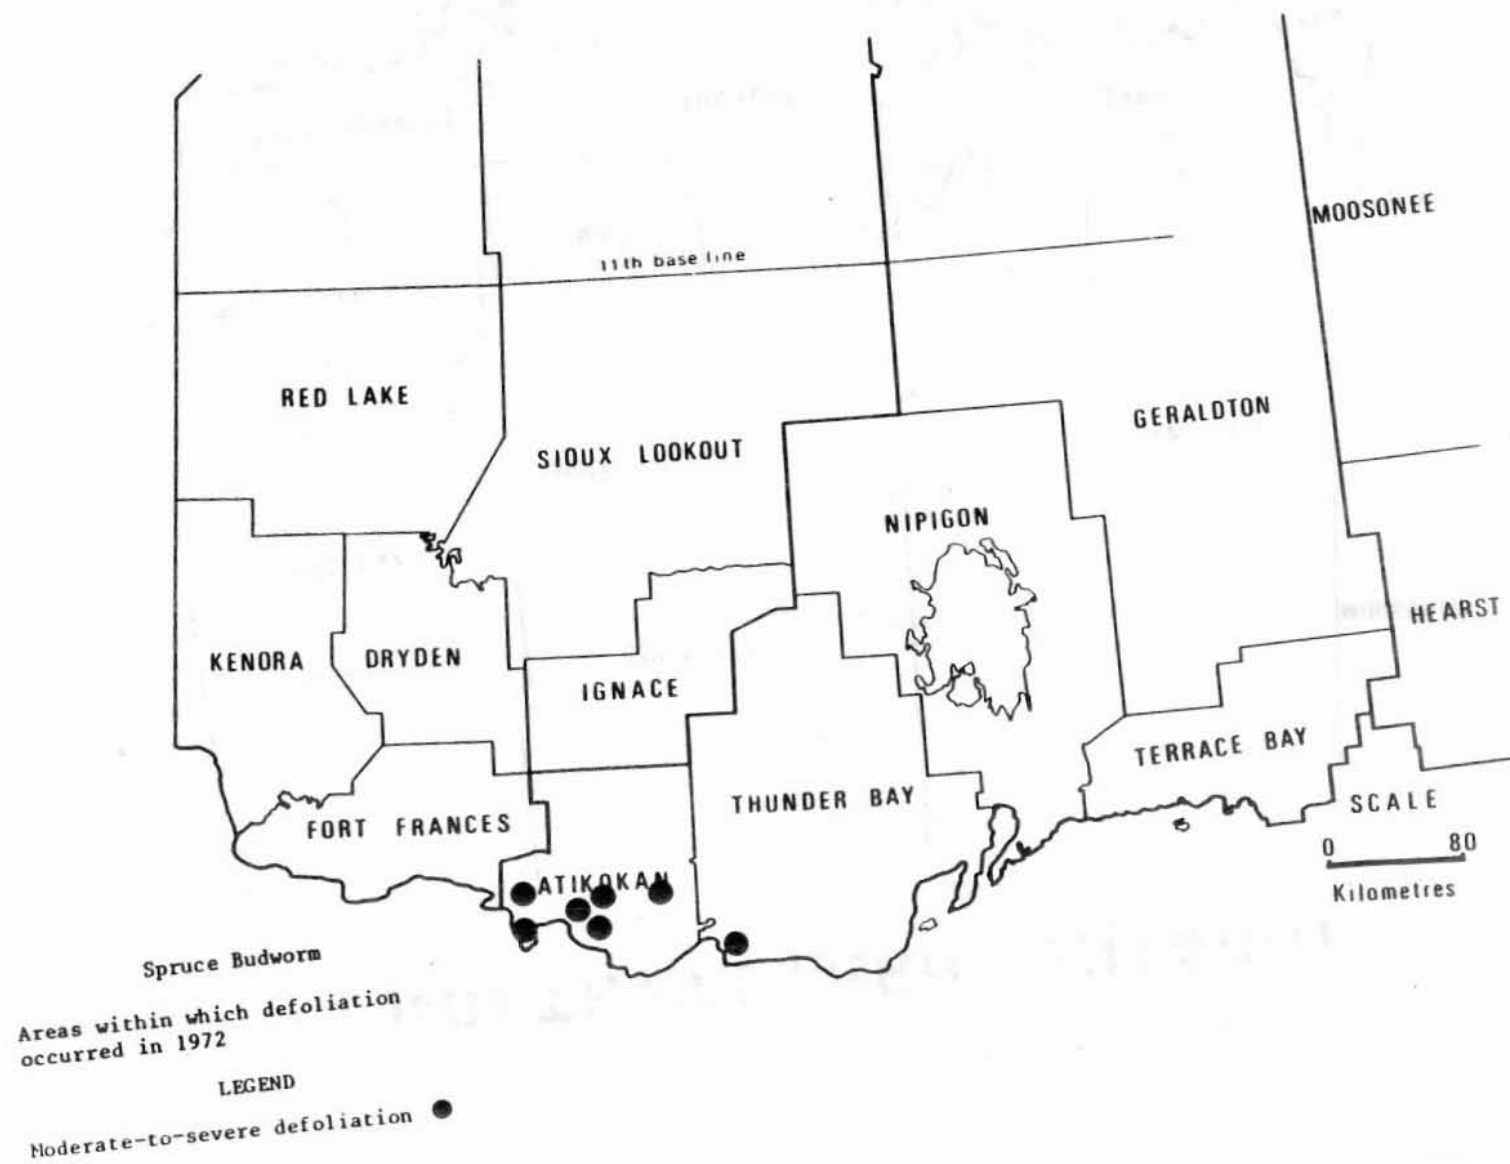 MOOSONEE
11th base line
RED LAKE
GERALDTON
SIOUX LOOKOUT
NIPIGON
HEARST
KENORA
DRYDEN
IGNACE
TERRACE BAY
THUNDER BAY
FORT FRANCES
SCALE
0 80
Kilometres
ATIKOKAN
Spruce Budworm
Areas within which defoliation
occurred in 1972
LEGEND
Moderate-to-severe defoliation